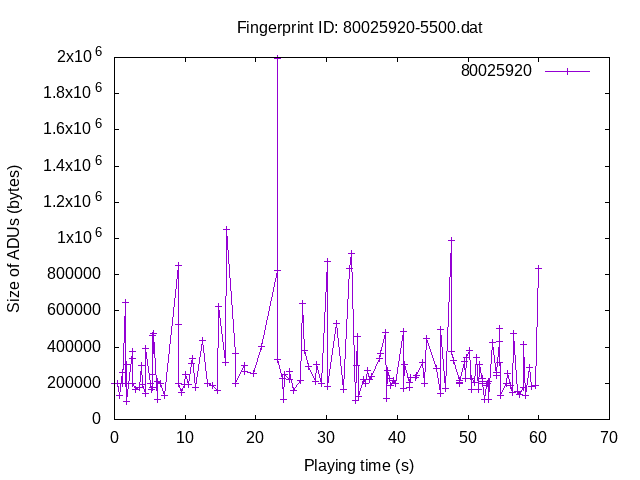 Fingerprint ID: 80025920-5500.dat
80025920
Size of ADUs (bytes)
2x10^6
1.8x10^6
1.6x10^6
1.4x10^6
1.2x10^6
1x10^6
800000
600000
400000
200000
0
0 10 20 30 40 50 60 70
Playing time (s)